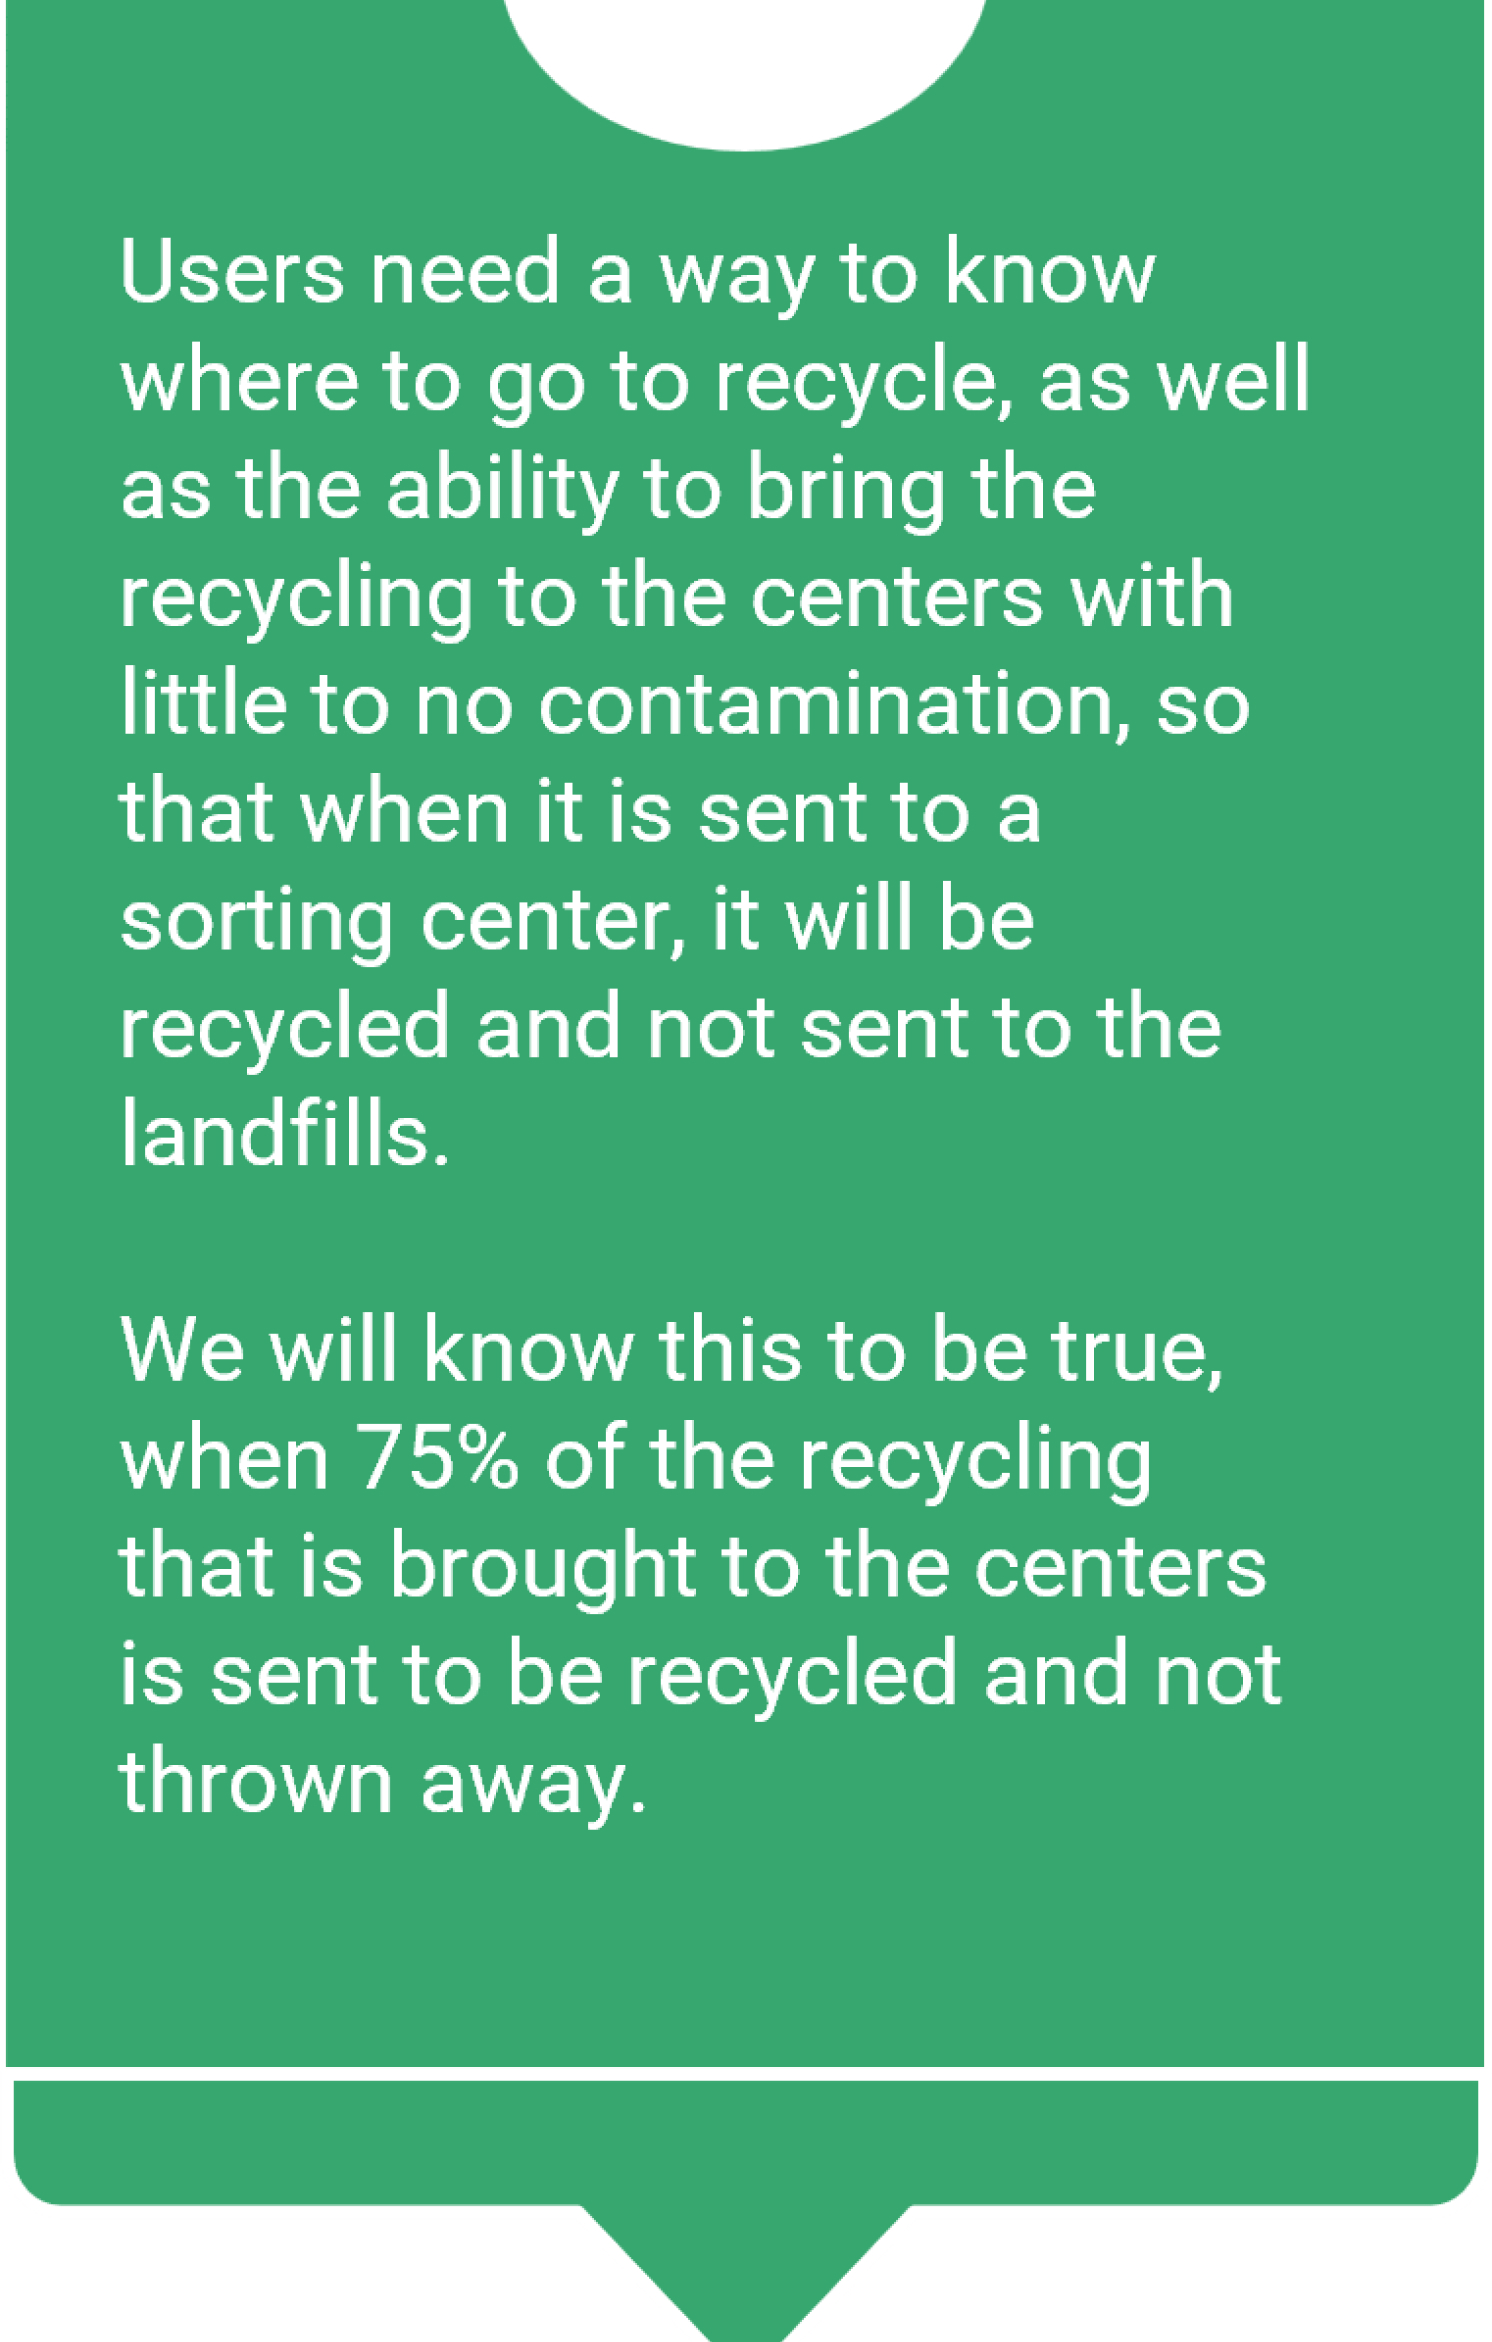 Users need a way to know
where to go to recycle, as well
as the ability to bring the
recycling to the centers with
little to no contamination, so
that when it is sent to a
sorting center, it will be
recycled and not sent to the
landfills.
We will know this to be true,
when 75% of the recycling
that is brought to the centers
is sent to be recycled and not
thrown away.